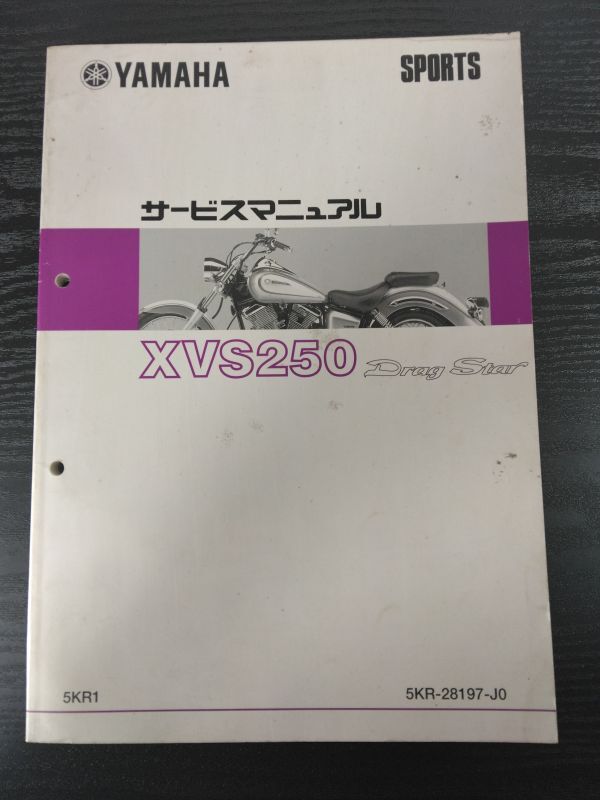 YAMAHA SPORTS
サービスマニュアル
XVS250 Drag Star
5KR1 5KR-28197-J0